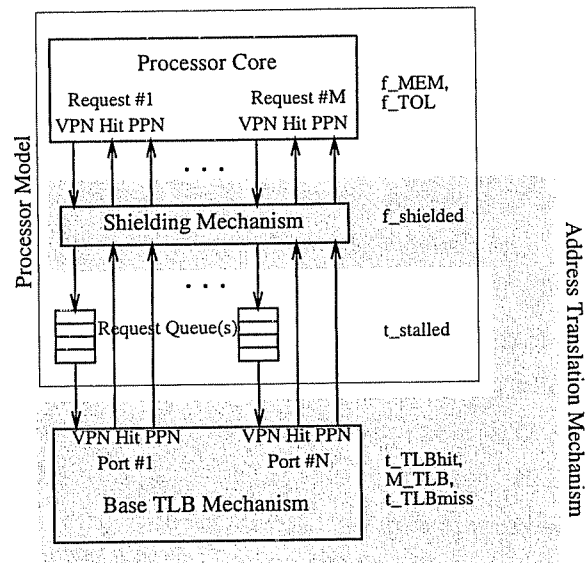 Processor Core
Request #1
Request #M
VPN Hit PPN
VPN Hit PPN
f_MEM,
f_TOL
. . .
Shielding Mechanism
f_shielded
. . .
Request Queue(s)
t_stalled
VPN Hit PPN
VPN Hit PPN
Port #1
Port #N
Base TLB Mechanism
t_TLBhit,
M_TLB,
t_TLBmiss
Processor Model
Address Translation Mechanism